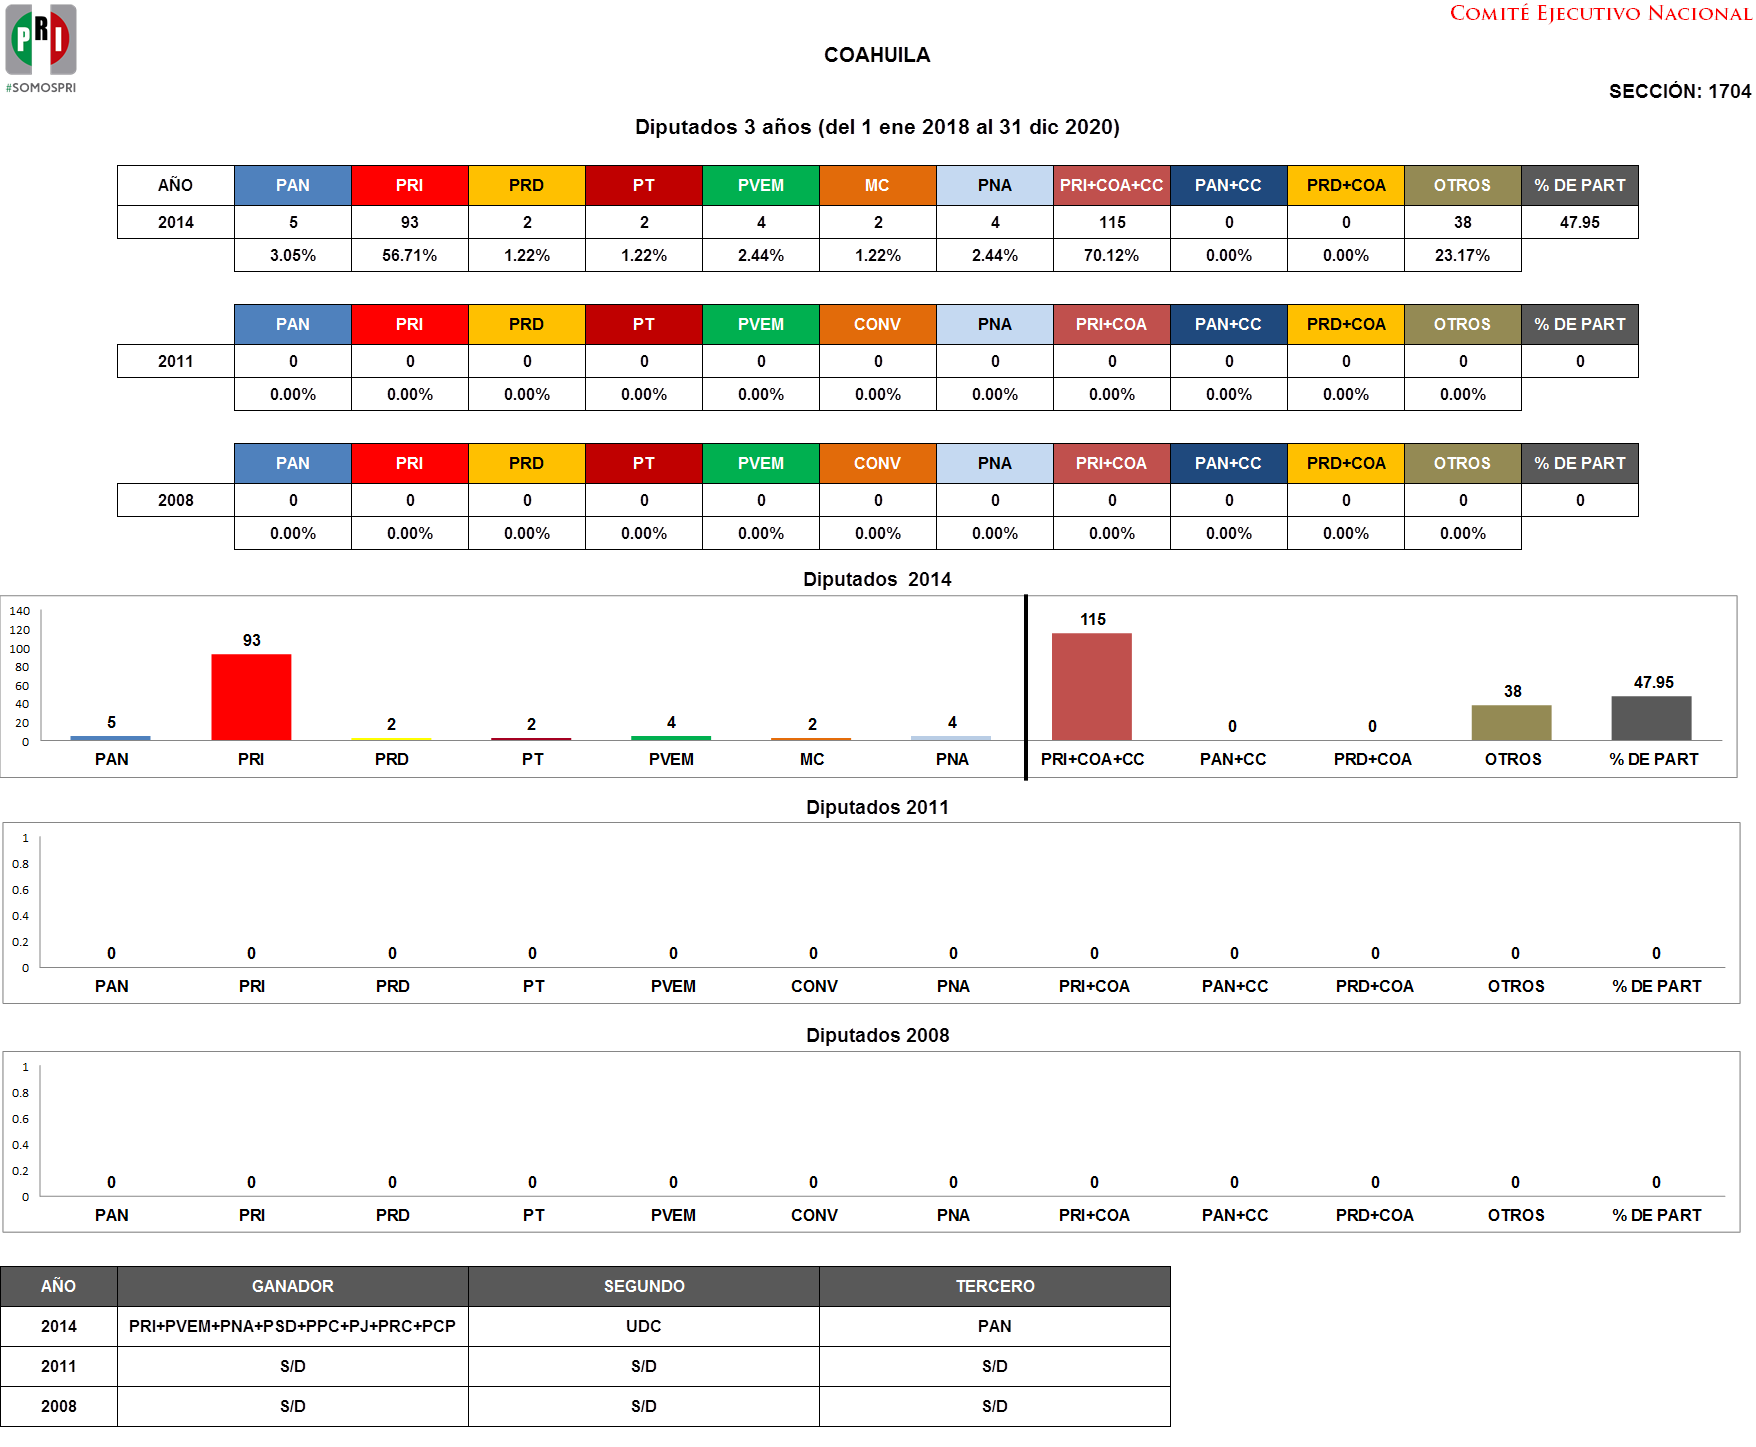 PRI
#SOMOSPRI
COMITÉ EJECUTIVO NACIONAL
COAHUILA
SECCIÓN: 1704
Diputados 3 años (del 1 ene 2018 al 31 dic 2020)
AÑO PAN PRI PRD PT PVEM MC PNA PRI+COA+CC PAN+CC PRD+COA OTROS % DE PART
2014 5 93 2 2 4 2 4 115 0 0 38 47.95
3.05% 56.71% 1.22% 1.22% 2.44% 1.22% 2.44% 70.12% 0.00% 0.00% 23.17%
PAN PRI PRD PT PVEM CONV PNA PRI+COA PAN+CC PRD+COA OTROS % DE PART
2011 0 0 0 0 0 0 0 0 0 0 0 0
0.00% 0.00% 0.00% 0.00% 0.00% 0.00% 0.00% 0.00% 0.00% 0.00% 0.00%
PAN PRI PRD PT PVEM CONV PNA PRI+COA PAN+CC PRD+COA OTROS % DE PART
2008 0 0 0 0 0 0 0 0 0 0 0 0
0.00% 0.00% 0.00% 0.00% 0.00% 0.00% 0.00% 0.00% 0.00% 0.00% 0.00%
Diputados 2014
140
120
100
80
60
40
20
0
5 93 2 2 4 2 4 115 0 0 38 47.95
PAN PRI PRD PT PVEM MC PNA PRI+COA+CC PAN+CC PRD+COA OTROS % DE PART
Diputados 2011
1
0.8
0.6
0.4
0.2
0
0 0 0 0 0 0 0 0 0 0 0 0
PAN PRI PRD PT PVEM CONV PNA PRI+COA PAN+CC PRD+COA OTROS % DE PART
Diputados 2008
1
0.8
0.6
0.4
0.2
0
0 0 0 0 0 0 0 0 0 0 0 0
PAN PRI PRD PT PVEM CONV PNA PRI+COA PAN+CC PRD+COA OTROS % DE PART
AÑO GANADOR SEGUNDO TERCERO
2014 PRI+PVEM+PNA+PSD+PPC+PJ+PRC+PCP UDC PAN
2011 S/D S/D S/D
2008 S/D S/D S/D